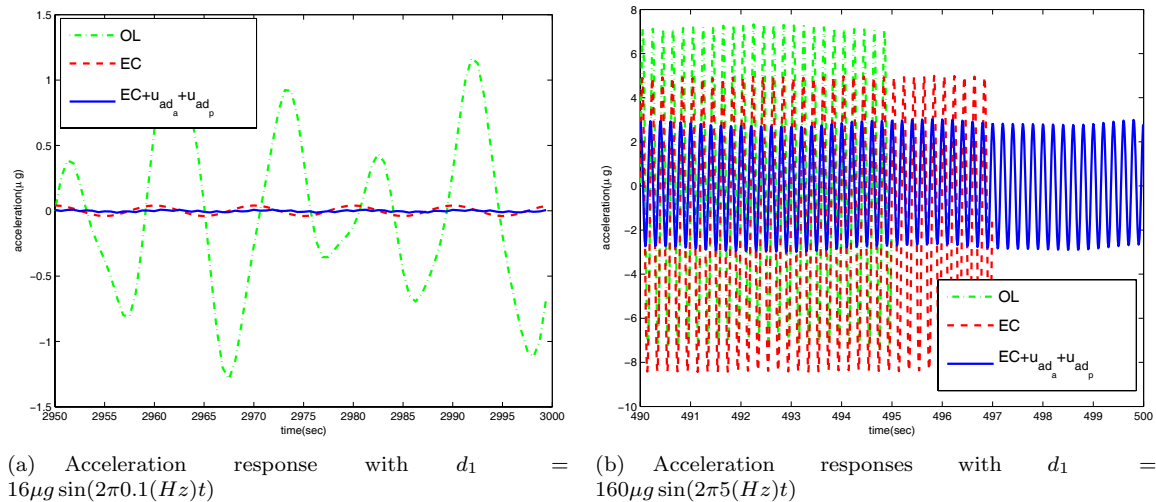 1.5
1
0.5
0
−0.5
−1
−1.5
acceleration(μ g)
OL
EC
EC+u_ad_a +u_ad_p
2950 2955 2960 2965 2970 2975 2980 2985 2990 2995 3000
time(sec)
(a) Acceleration response with d₁ =
16μg sin(2π0.1(Hz)t)
8
6
4
2
0
−2
−4
−6
−8
−10
acceleration(μ g)
OL
EC
EC+u_ad_a +u_ad_p
490 491 492 493 494 495 496 497 498 499 500
time(sec)
(b) Acceleration responses with d₁ =
160μg sin(2π5(Hz)t)